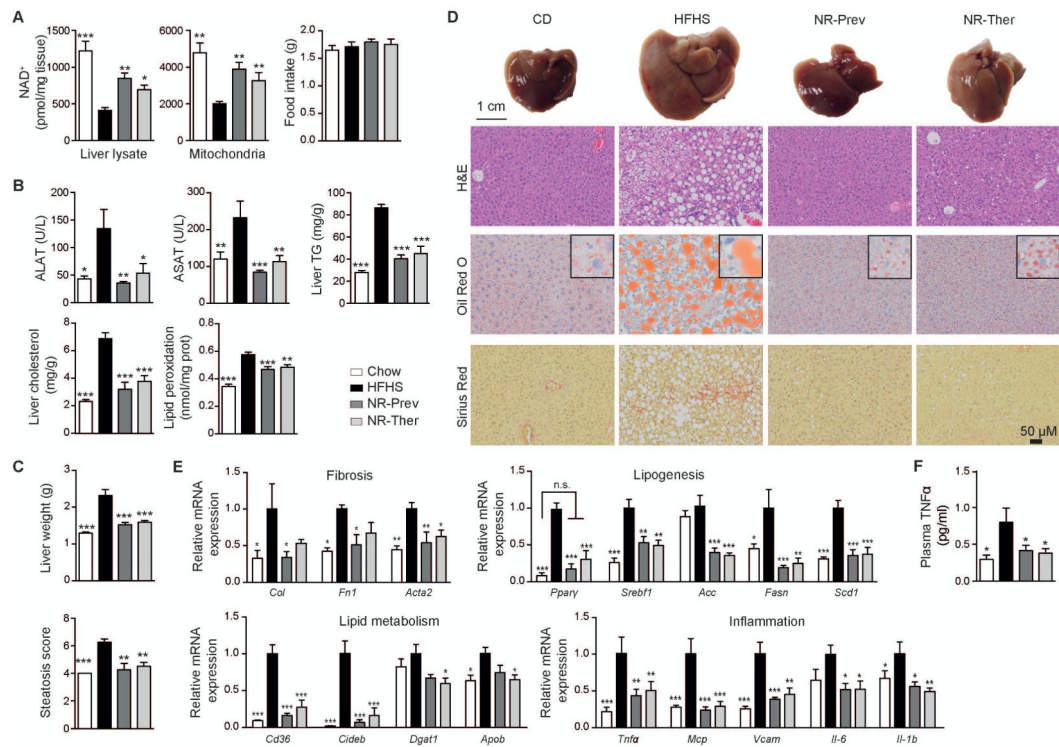 A
NAD⁺
(pmol/mg tissue)
1500
1000
500
0
***
**
*
Liver lysate
6000
4000
2000
0
**
**
**
Mitochondria
Food intake (g)
2.0
1.5
1.0
0.5
0.0
B
ALAT (U/L)
200
150
100
50
0
*
**
*
ASAT (U/L)
300
200
100
0
**
***
**
Liver TG (mg/g)
100
80
60
40
20
0
***
***
***
Liver cholesterol
(mg/g)
8
6
4
2
0
***
***
***
Lipid peroxidation
(nmol/mg prot)
0.8
0.6
0.4
0.2
0.0
***
***
**
Chow
HFHS
NR-Prev
NR-Ther
C
Liver weight (g)
3
2
1
0
***
***
***
Steatosis score
8
6
4
2
0
***
**
**
D
CD
HFHS
NR-Prev
NR-Ther
1 cm
H&E
Oil Red O
Sirius Red
50 µM
E
Fibrosis
Relative mRNA
expression
1.5
1.0
0.5
0.0
*
*
*
*
**
**
*
Col
Fn1
Acta2
Lipogenesis
Relative mRNA
expression
1.5
1.0
0.5
0.0
n.s.
***
***
***
***
**
***
***
***
*
***
**
***
***
***
Pparγ
Srebf1
Acc
Fasn
Scd1
Lipid metabolism
Relative mRNA
expression
1.5
1.0
0.5
0.0
***
***
***
***
***
***
*
*
*
Cd36
Cideb
Dgat1
Apob
Inflammation
Relative mRNA
expression
1.5
1.0
0.5
0.0
***
**
**
***
***
***
***
***
**
*
*
*
*
**
Tnfα
Mcp
Vcam
Il-6
Il-1b
F
Plasma TNFα
(pg/ml)
1.5
1.0
0.5
0.0
*
*
*